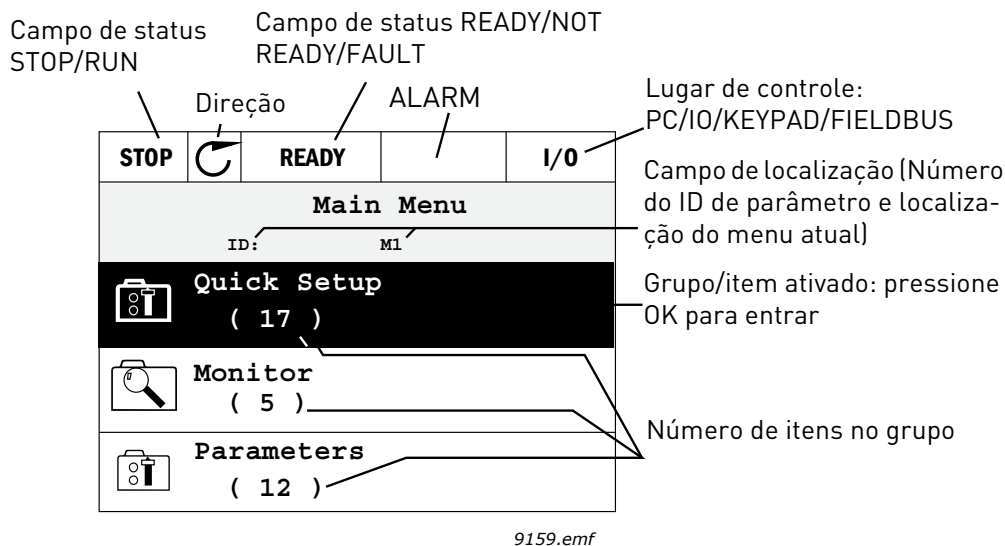 Campo de status
STOP/RUN
Campo de status READY/NOT
READY/FAULT
Direção
ALARM
Lugar de controle:
PC/IO/KEYPAD/FIELDBUS
STOP
READY
I/O
Campo de localização (Número
do ID de parâmetro e localiza-
ção do menu atual)
Main Menu
ID:
M1
Quick Setup
( 17 )
Grupo/item ativado: pressione
OK para entrar
Monitor
( 5 )
Número de itens no grupo
Parameters
( 12 )
9159.emf